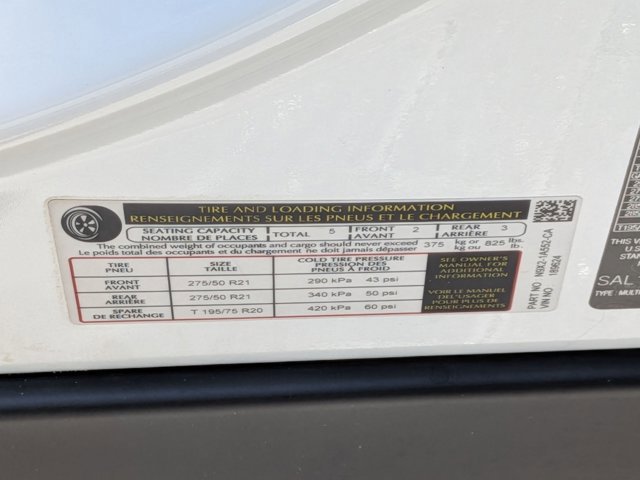 TIRE AND LOADING INFORMATION
RENSEIGNEMENTS SUR LES PNEUS ET LE CHARGEMENT
SEATING CAPACITY
NOMBRE DE PLACES
TOTAL 5
FRONT
AVANT
2
REAR
ARRIÈRE
3
The combined weight of occupants and cargo should never exceed
Le poids total des occupants et du chargement ne doit jamais dépasser
375
kg or
kg ou
825
lbs.
lb.
TIRE
PNEU
SIZE
TAILLE
COLD TIRE PRESSURE
PRESSION DES
PNEUS À FROID
FRONT
AVANT
275/50 R21
290 kPa 43 psi
REAR
ARRIÈRE
275/50 R21
340 kPa 50 psi
SPARE
DE RECHANGE
T 195/75 R20
420 kPa 60 psi
SEE OWNER'S
MANUAL FOR
ADDITIONAL
INFORMATION
VOIR LE MANUEL
DE L'USAGER
POUR PLUS DE
RENSEIGNEMENTS
PART NO
VIN NO 189624
THIS V
U.S
STAN
SAL
TYPE: MULT